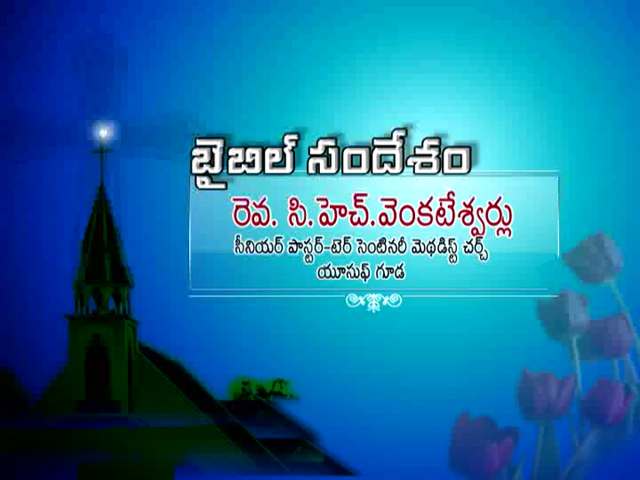 బైబిల్ సందేశం
రెవ. సి.హెచ్.వెంకటేశ్వర్లు
సీనియర్ పాస్టర్-టెర్ సెంటినరీ మెథడిస్ట్ చర్చ్
యూసుఫ్ గూడ